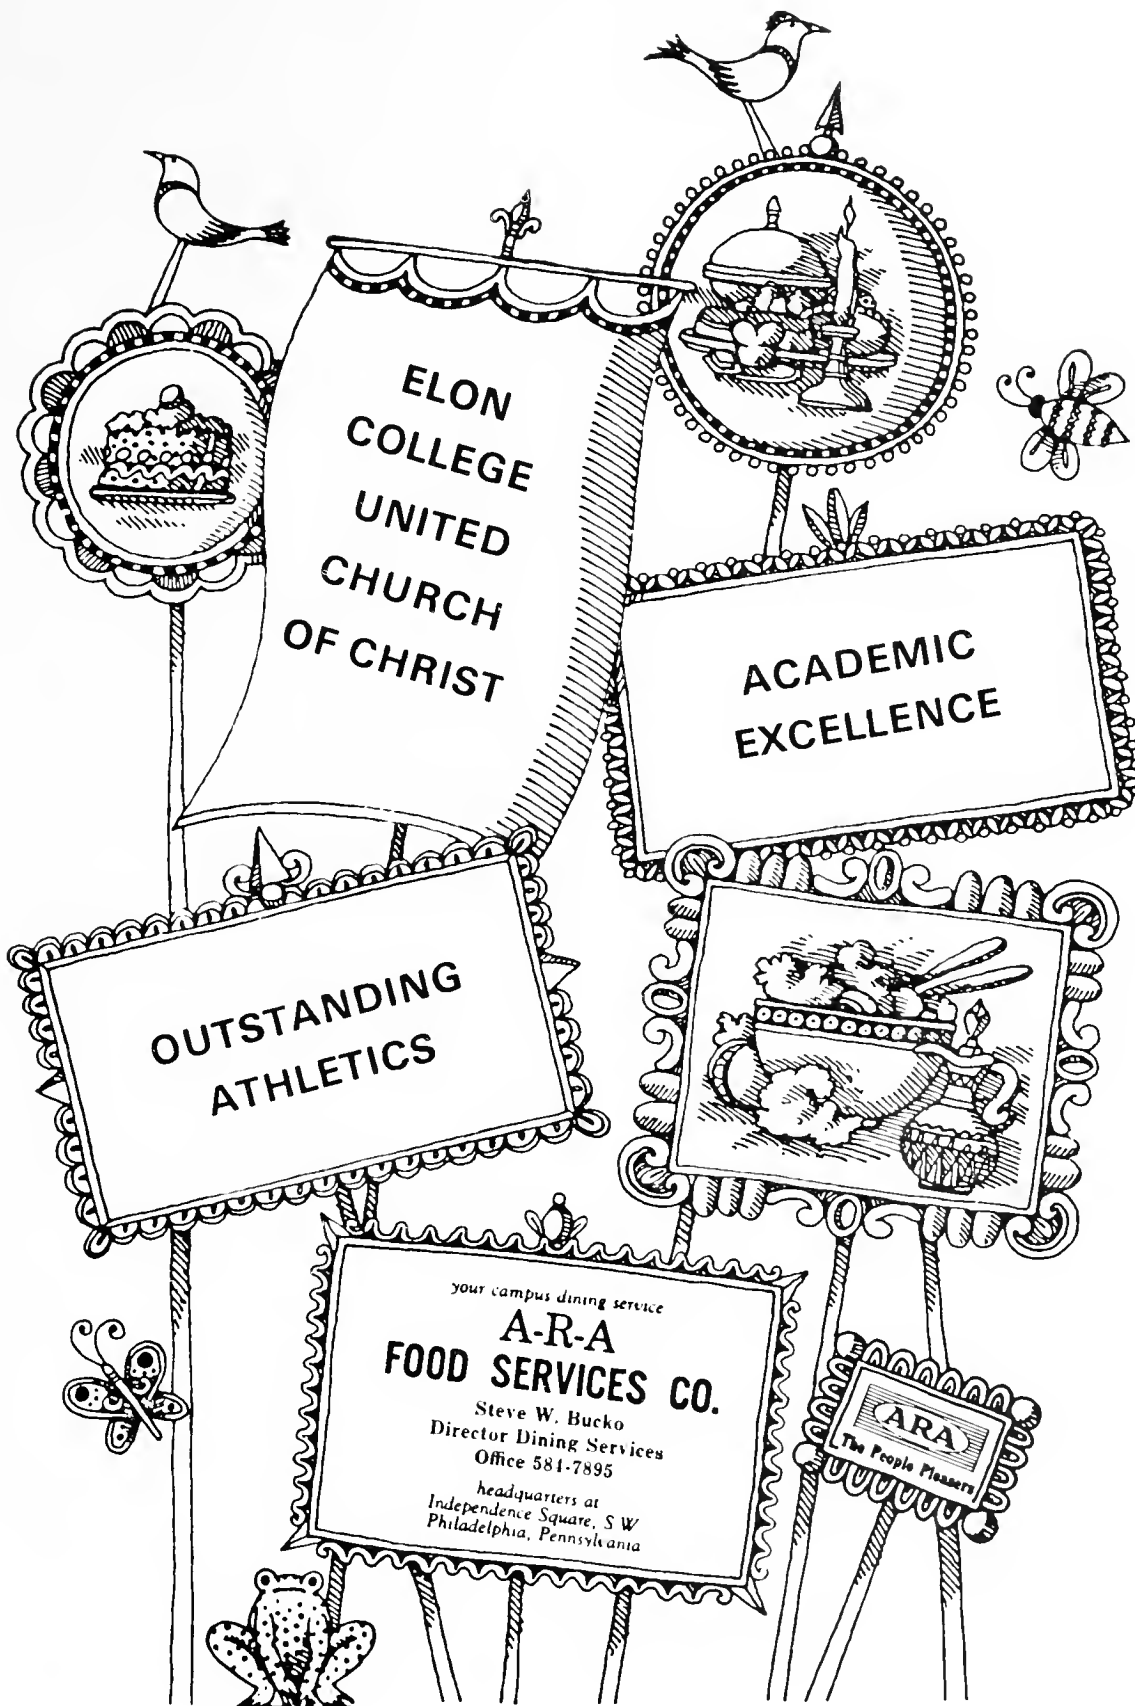 ELON
COLLEGE
UNITED
CHURCH
OF CHRIST
ACADEMIC
EXCELLENCE
OUTSTANDING
ATHLETICS
your campus dining service
A-R-A
FOOD SERVICES CO.
Steve W. Bucko
Director Dining Services
Office 584-7895
headquarters at
Independence Square, S W
Philadelphia, Pennsylvania
ARA
The People Pleasers